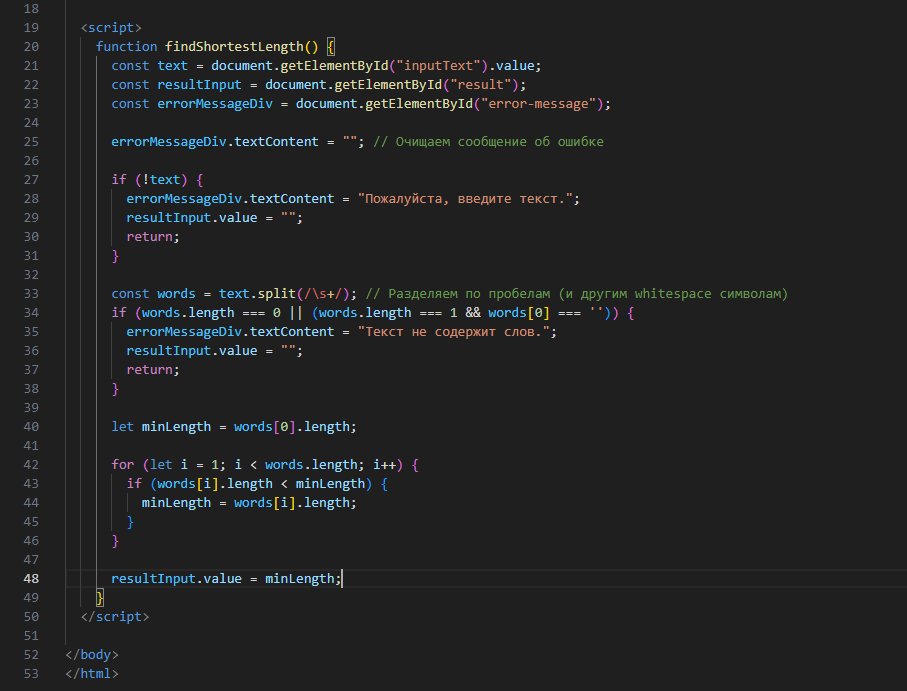 18
19 <script>
20 function findShortestLength() {
21 const text = document.getElementById("inputText").value;
22 const resultInput = document.getElementById("result");
23 const errorMessageDiv = document.getElementById("error-message");
24
25 errorMessageDiv.textContent = ""; // Очищаем сообщение об ошибке
26
27 if (!text) {
28 errorMessageDiv.textContent = "Пожалуйста, введите текст.";
29 resultInput.value = "";
30 return;
31 }
32
33 const words = text.split(/\s+/); // Разделяем по пробелам (и другим whitespace символам)
34 if (words.length === 0 || (words.length === 1 && words[0] === '')) {
35 errorMessageDiv.textContent = "Текст не содержит слов.";
36 resultInput.value = "";
37 return;
38 }
39
40 let minLength = words[0].length;
41
42 for (let i = 1; i < words.length; i++) {
43 if (words[i].length < minLength) {
44 minLength = words[i].length;
45 }
46 }
47
48 resultInput.value = minLength;
49 }
50 </script>
51
52 </body>
53 </html>